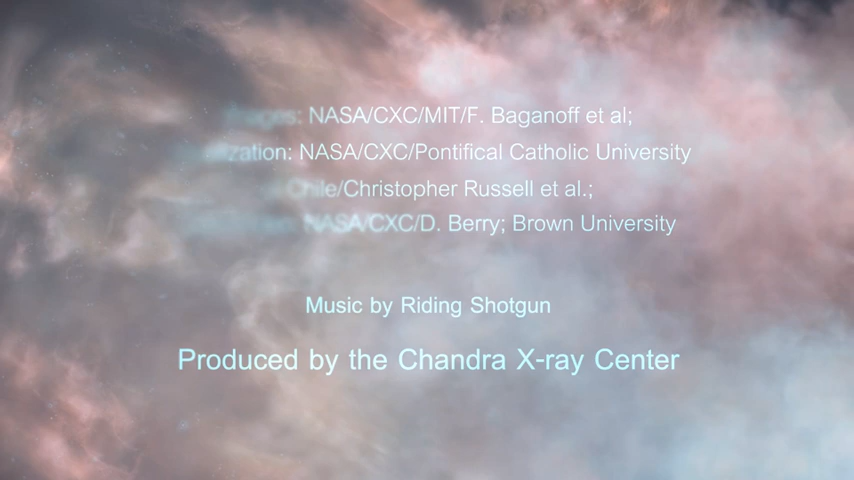 NASA/CXC/MIT/F. Baganoff et al;
NASA/CXC/Pontifical Catholic University
Chile/Christopher Russell et al.;
NASA/CXC/D. Berry; Brown University
Music by Riding Shotgun
Produced by the Chandra X-ray Center